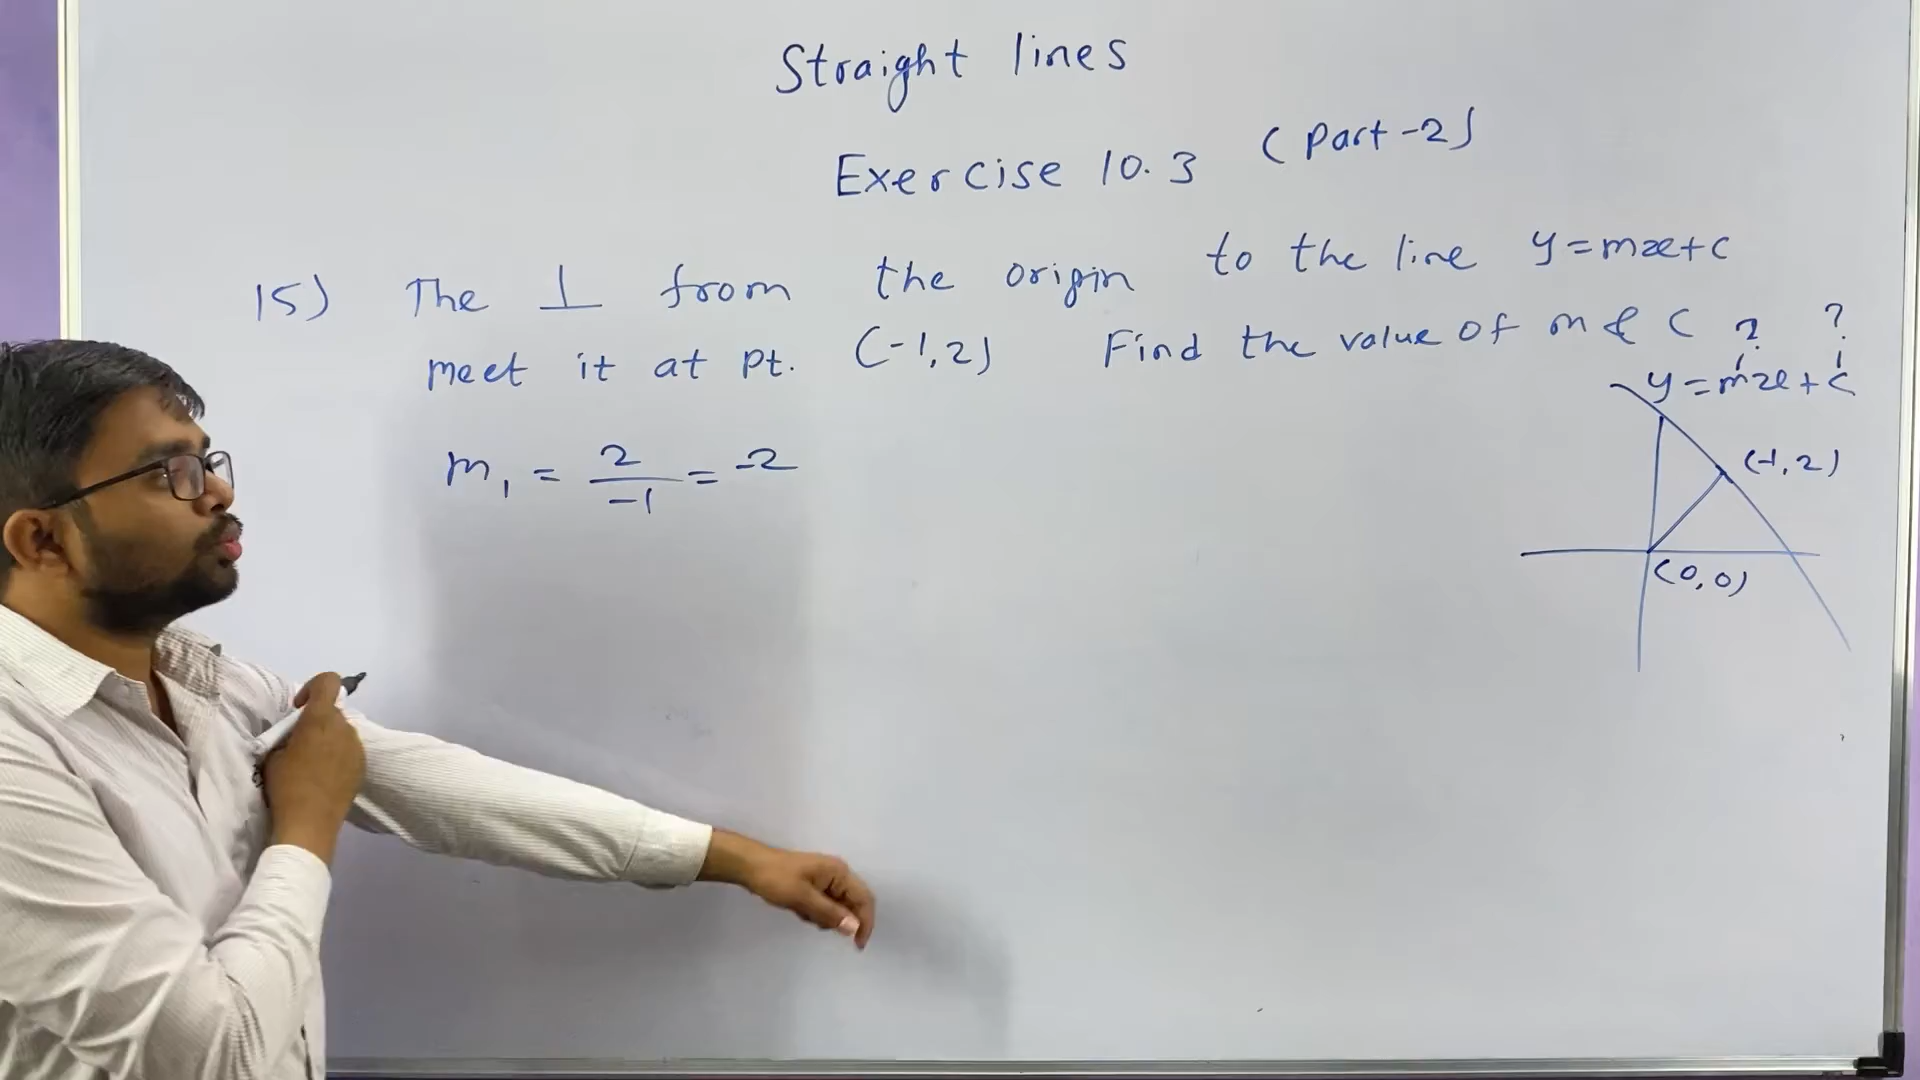 Straight lines
Exercise 10.3 (Part-2)
15) The ⊥ from the origin to the line y=mx+c
meet it at pt. (-1,2) Find the value of m & c
? ?
y=mx+c
m₁ = 2/-1 = -2
(-1,2)
(0,0)